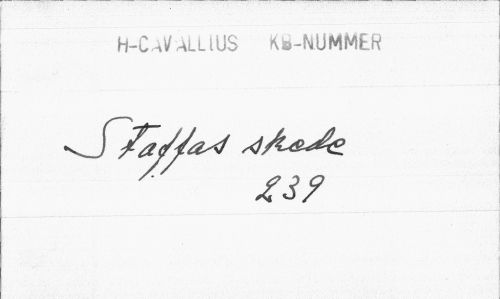 H-CAVALLIUS KB-NUMMER
Staffas skede
239